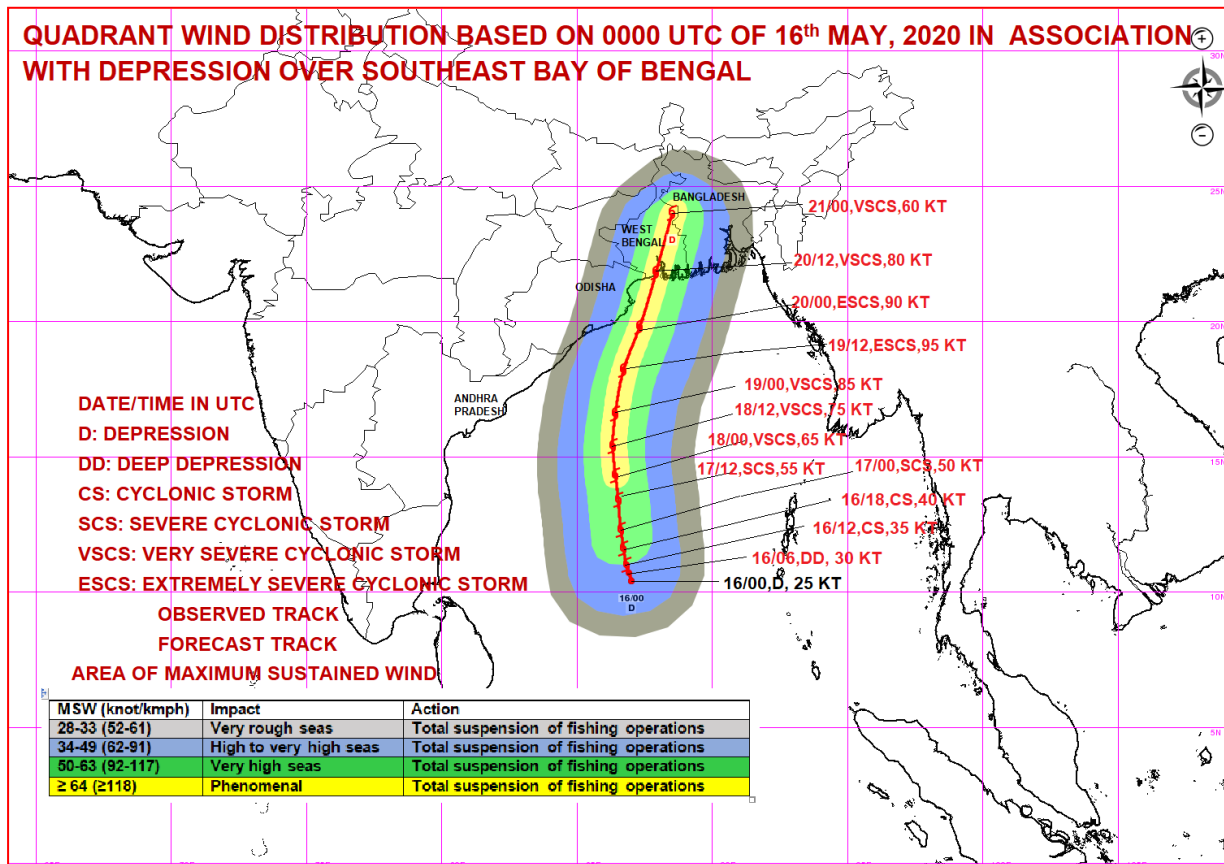 QUADRANT WIND DISTRIBUTION BASED ON 0000 UTC OF 16th MAY, 2020 IN ASSOCIATION
WITH DEPRESSION OVER SOUTHEAST BAY OF BENGAL
30N
25N
BANGLADESH
21/00,VSCS,60 KT
WEST
BENGAL
D
20/12,VSCS,80 KT
ODISHA
20/00,ESCS,90 KT
20N
19/12,ESCS,95 KT
19/00,VSCS,85 KT
ANDHRA
PRADESH
18/12,VSCS,75 KT
18/00,VSCS,65 KT
15N
17/12,SCS,55 KT
17/00,SCS,50 KT
16/18,CS,40 KT
16/12,CS,35 KT
16/06,DD, 30 KT
16/00,D, 25 KT
10N
16/00
D
5N
DATE/TIME IN UTC
D: DEPRESSION
DD: DEEP DEPRESSION
CS: CYCLONIC STORM
SCS: SEVERE CYCLONIC STORM
VSCS: VERY SEVERE CYCLONIC STORM
ESCS: EXTREMELY SEVERE CYCLONIC STORM
OBSERVED TRACK
FORECAST TRACK
AREA OF MAXIMUM SUSTAINED WIND
MSW (knot/kmph) Impact Action
28-33 (52-61) Very rough seas Total suspension of fishing operations
34-49 (62-91) High to very high seas Total suspension of fishing operations
50-63 (92-117) Very high seas Total suspension of fishing operations
≥ 64 (≥118) Phenomenal Total suspension of fishing operations